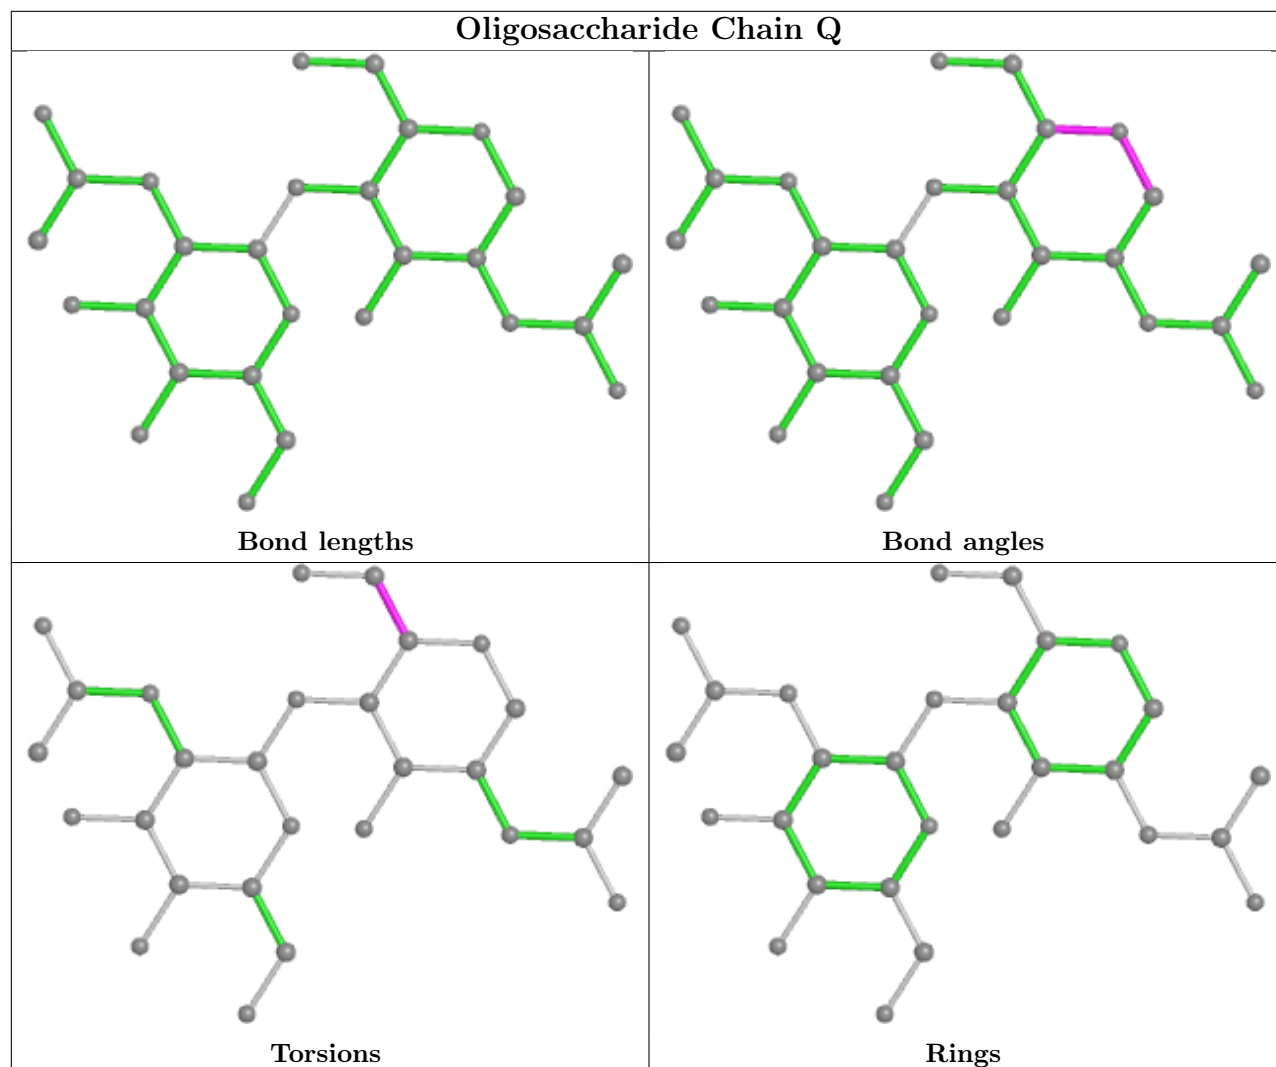 Oligosaccharide Chain Q
Bond lengths
Bond angles
Torsions
Rings